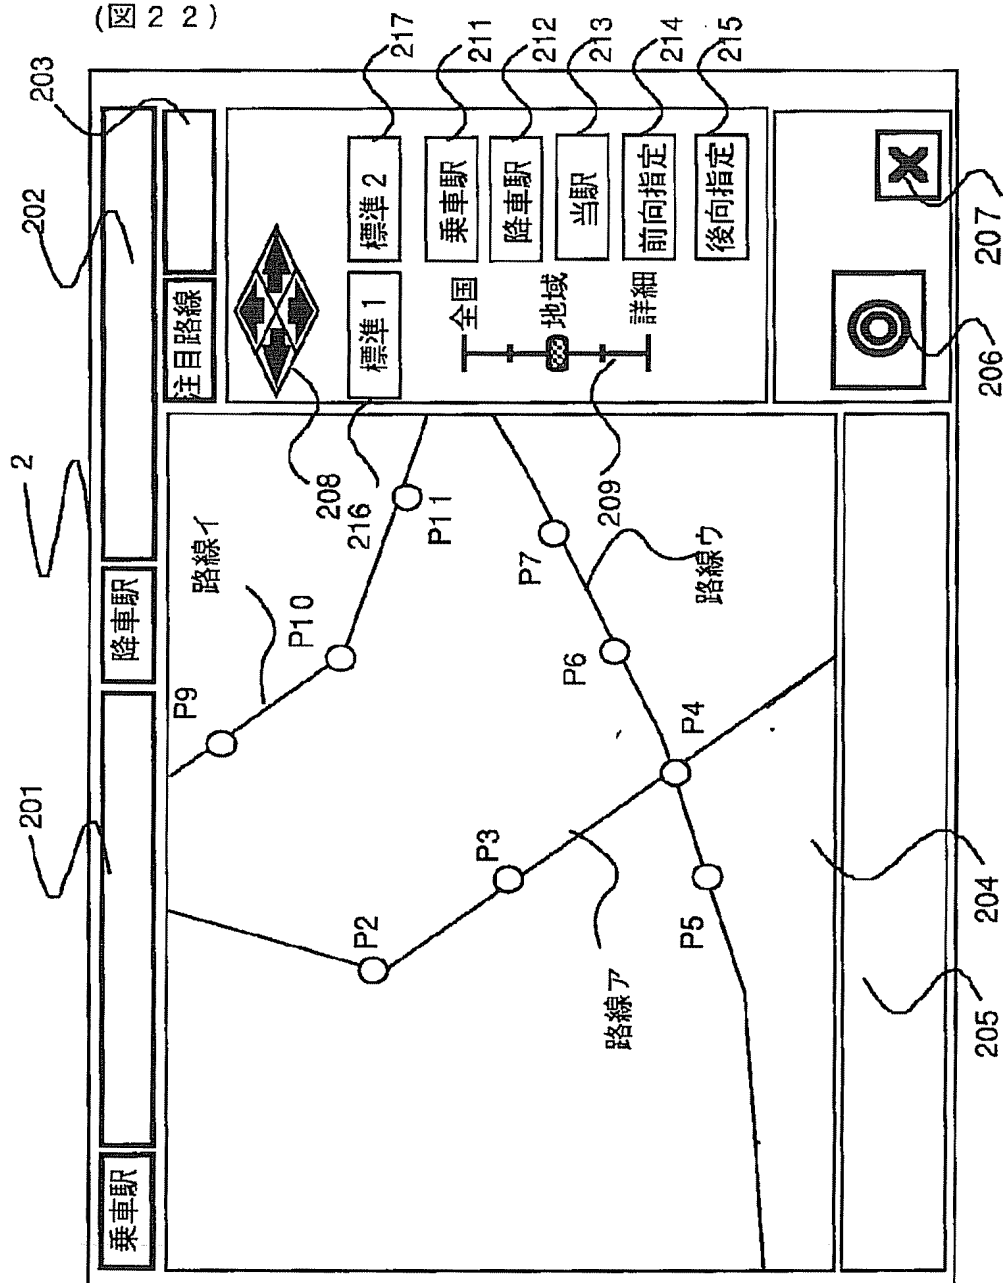 (図２２)
2
201
202
203
乗車駅
降車駅
注目路線
208
216
標準１
標準２
217
乗車駅
211
降車駅
212
当駅
213
前向指定
214
後向指定
215
全国
地域
詳細
209
路線イ
P9
P10
P11
P7
P6
路線ウ
P2
P3
P4
P5
路線ア
204
205
206
207